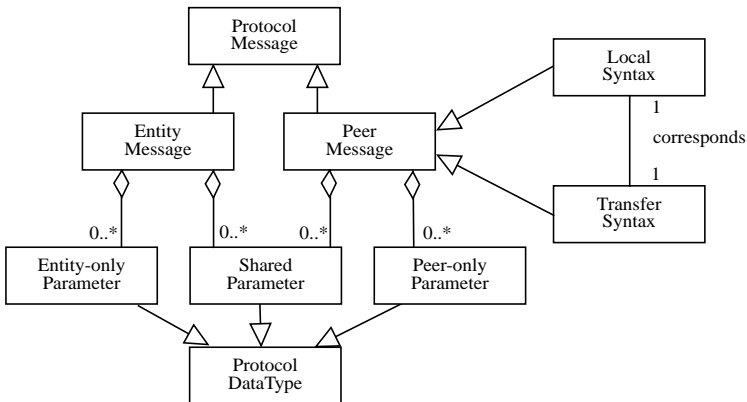 Protocol
Message
Local
Syntax
Entity
Message
Peer
Message
1
corresponds
1
Transfer
Syntax
0..*
0..*
0..*
0..*
Entity-only
Parameter
Shared
Parameter
Peer-only
Parameter
Protocol
DataType